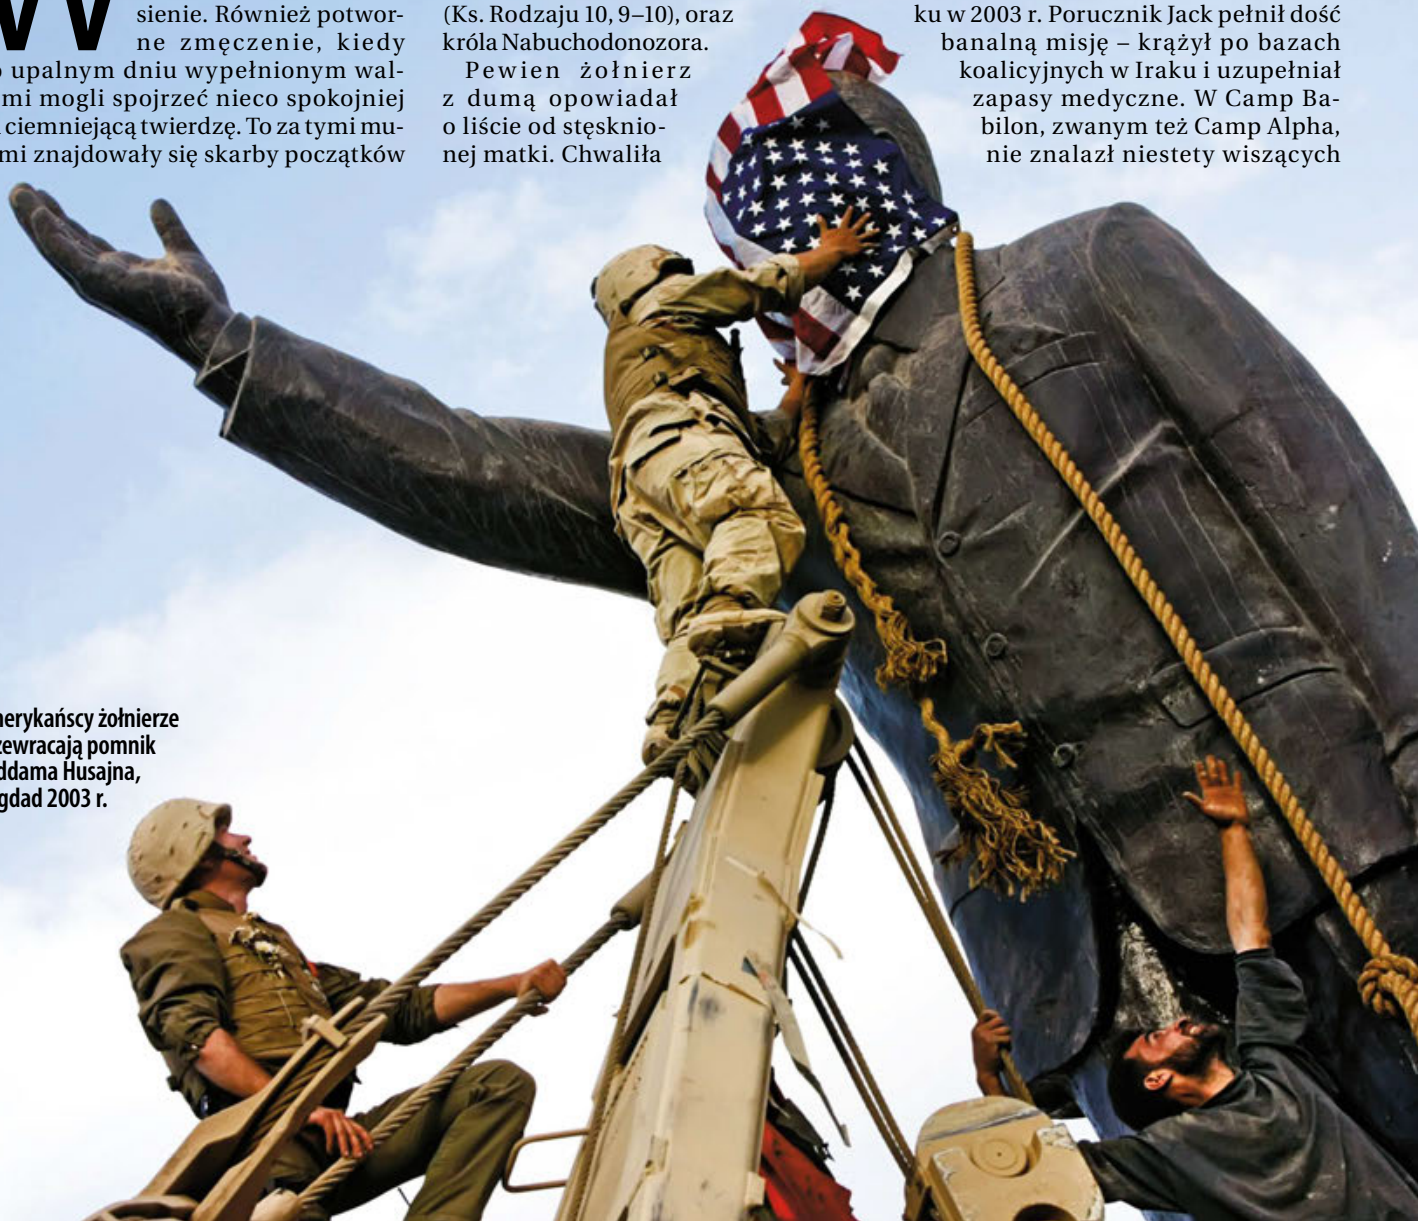 W
sienie. Również potwor-
ne zmęczenie, kiedy
upalnym dniu wypełnionym wal-
mi mogli spojrzeć nieco spokojniej
ciemniejącą twierdzę. To za tymi mu-
mi znajdowały się skarby początków
(Ks. Rodzaju 10, 9–10), oraz
króla Nabuchodonozora.
Pewien żołnierz
z dumą opowiadał
o liście od stęsknio-
nej matki. Chwaliła
ku w 2003 r. Porucznik Jack pełnił dość
banalną misję – krążył po bazach
koalicyjnych w Iraku i uzupełniał
zapasy medyczne. W Camp Ba-
bilon, zwanym też Camp Alpha,
nie znalazł niestety wiszących
nerykańscy żołnierze
zewracają pomnik
ddama Husajna,
gdad 2003 r.